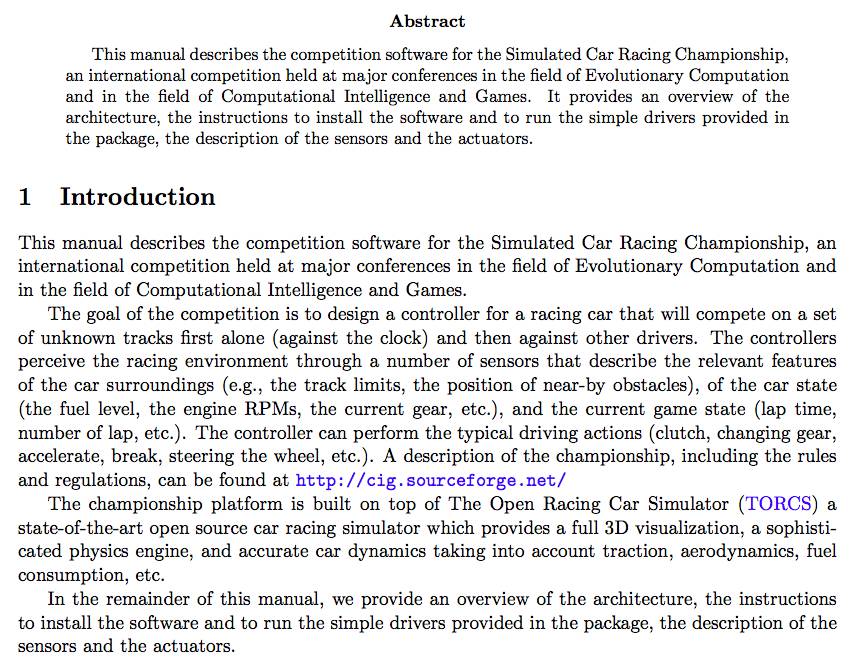 Abstract
This manual describes the competition software for the Simulated Car Racing Championship,
an international competition held at major conferences in the field of Evolutionary Computation
and in the field of Computational Intelligence and Games. It provides an overview of the
architecture, the instructions to install the software and to run the simple drivers provided in
the package, the description of the sensors and the actuators.
1 Introduction
This manual describes the competition software for the Simulated Car Racing Championship, an
international competition held at major conferences in the field of Evolutionary Computation and
in the field of Computational Intelligence and Games.
The goal of the competition is to design a controller for a racing car that will compete on a set
of unknown tracks first alone (against the clock) and then against other drivers. The controllers
perceive the racing environment through a number of sensors that describe the relevant features
of the car surroundings (e.g., the track limits, the position of near-by obstacles), of the car state
(the fuel level, the engine RPMs, the current gear, etc.), and the current game state (lap time,
number of lap, etc.). The controller can perform the typical driving actions (clutch, changing gear,
accelerate, break, steering the wheel, etc.). A description of the championship, including the rules
and regulations, can be found at http://cig.sourceforge.net/
The championship platform is built on top of The Open Racing Car Simulator (TORCS) a
state-of-the-art open source car racing simulator which provides a full 3D visualization, a sophisti-
cated physics engine, and accurate car dynamics taking into account traction, aerodynamics, fuel
consumption, etc.
In the remainder of this manual, we provide an overview of the architecture, the instructions
to install the software and to run the simple drivers provided in the package, the description of the
sensors and the actuators.